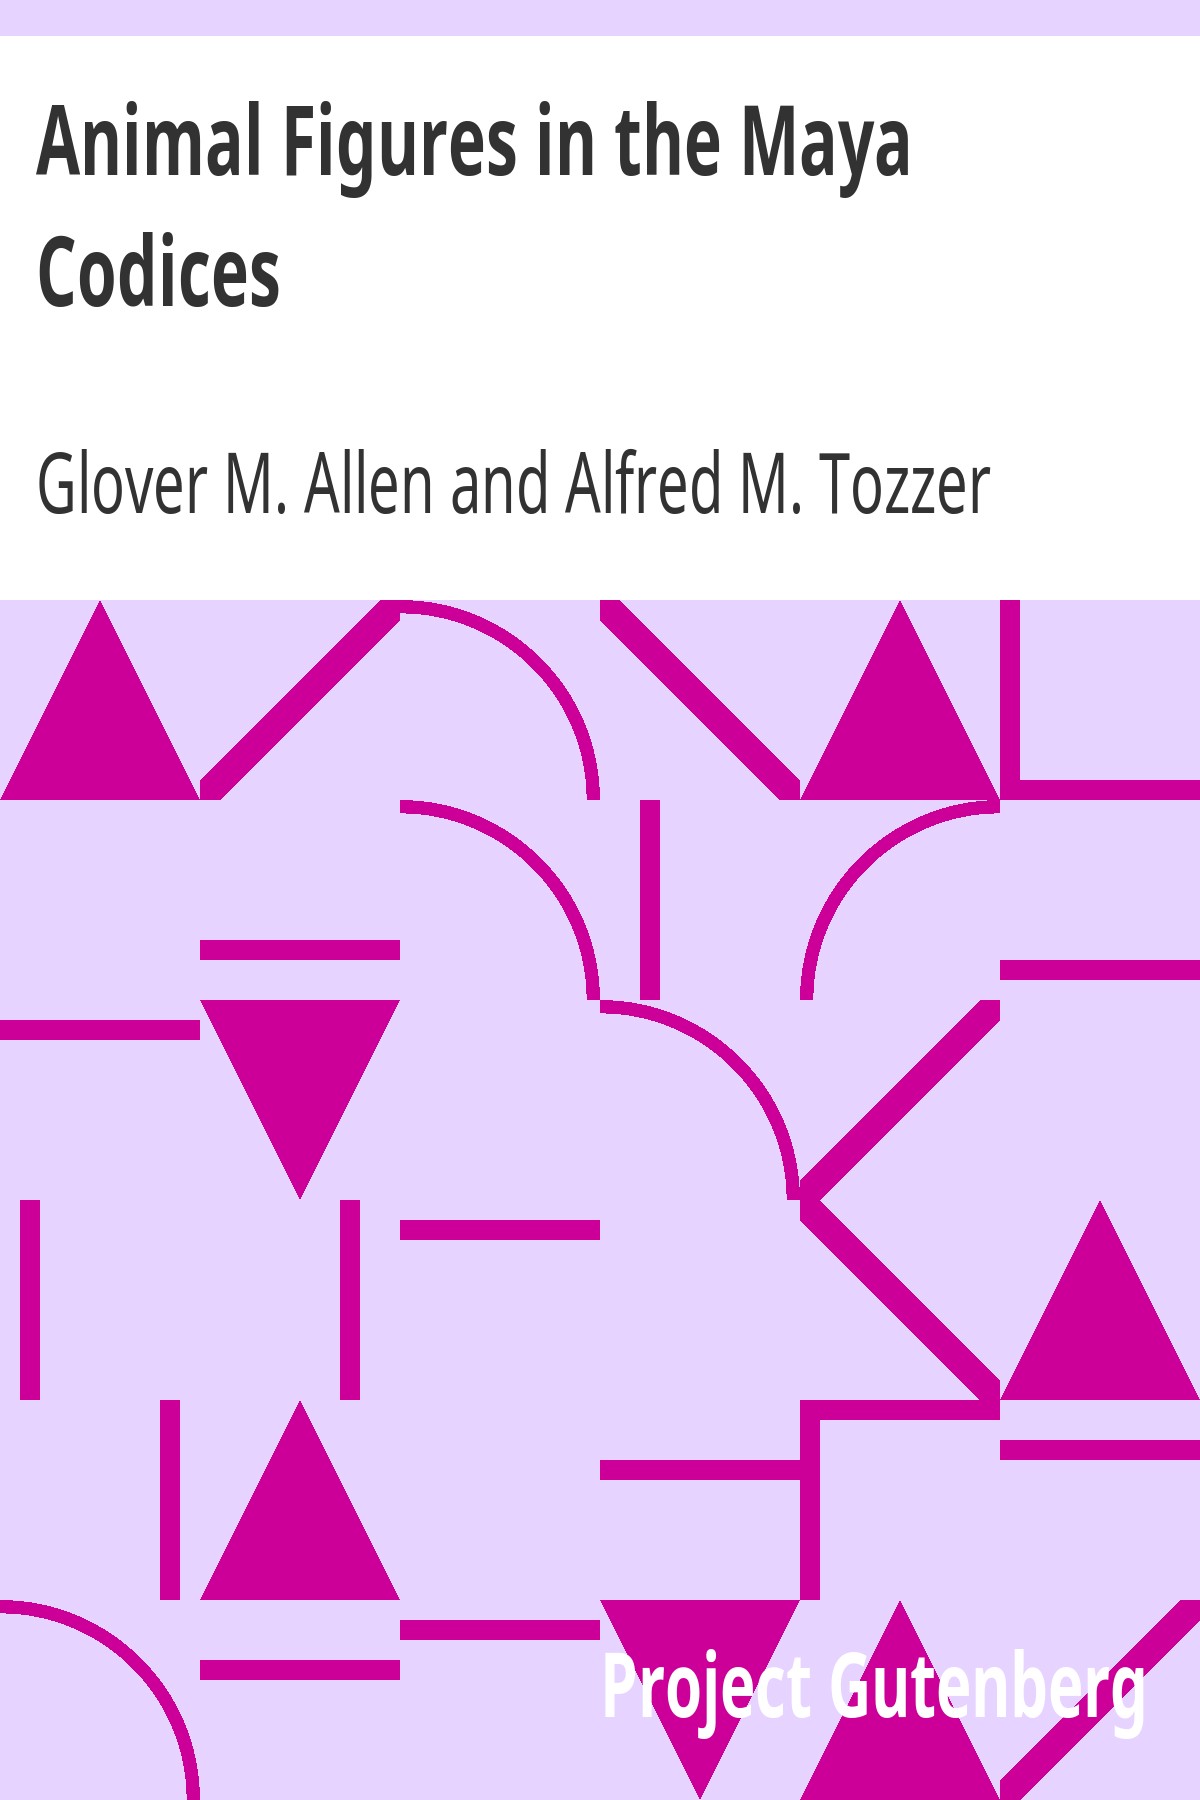 Animal Figures in the Maya
Codices
Glover M. Allen and Alfred M. Tozzer
Project Gutenberg